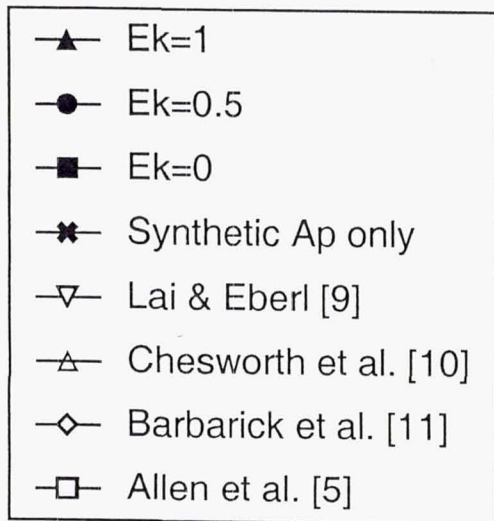 Ek=1
Ek=0.5
Ek=0
Synthetic Ap only
Lai & Eberl [9]
Chesworth et al. [10]
Barbarick et al. [11]
Allen et al. [5]